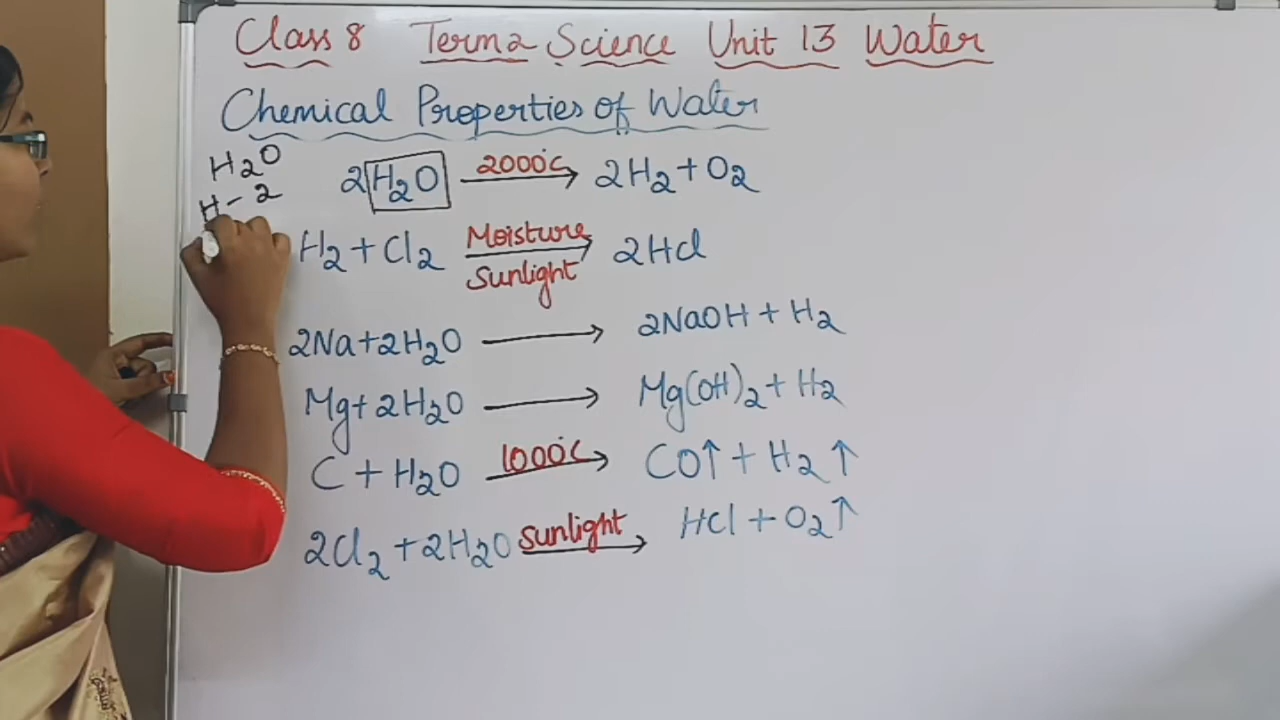 Class 8 Term 2 Science Unit 13 Water
Chemical Properties of Water
H2O
H - 2
2H2O 2000°C → 2H2 + O2
H2 + Cl2 Moisture → Sunlight 2HCl
2Na + 2H2O → 2NaOH + H2
Mg + 2H2O → Mg(OH)2 + H2
C + H2O 1000°C → CO↑ + H2↑
2Cl2 + 2H2O sunlight → HCl + O2↑